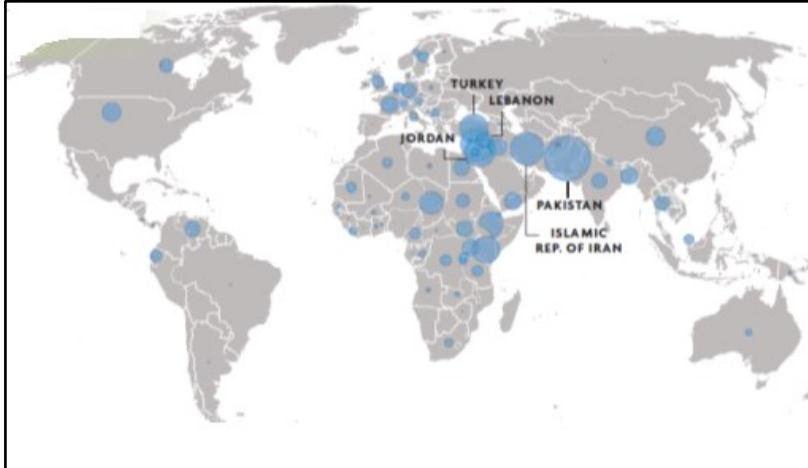 TURKEY
LEBANON
JORDAN
PAKISTAN
ISLAMIC
REP. OF IRAN